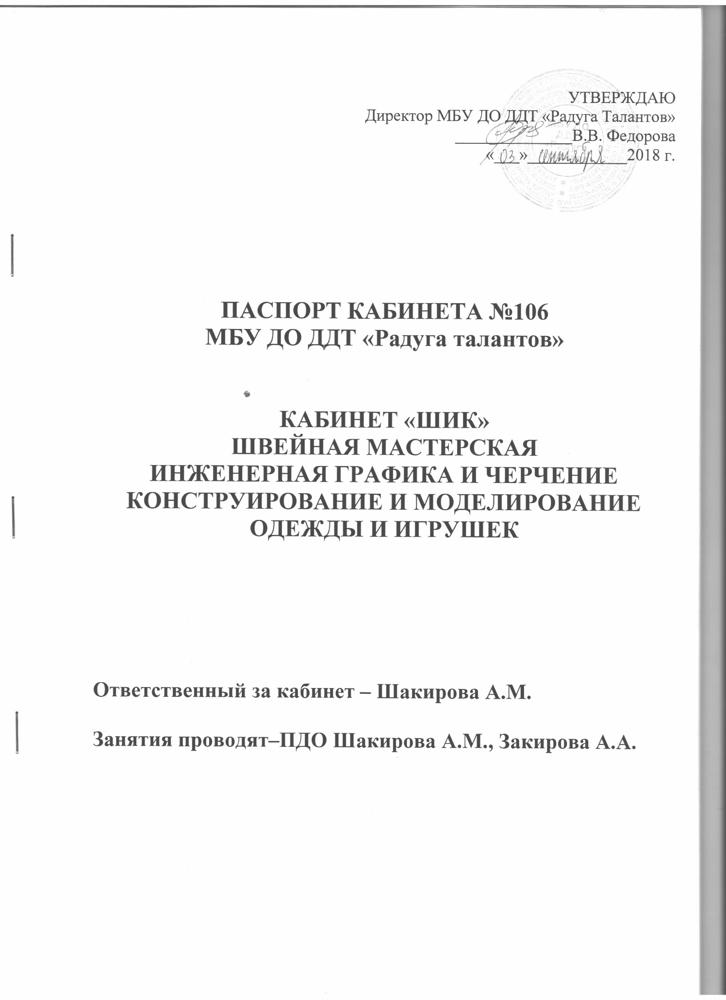 УТВЕРЖДАЮ
Директор МБУ ДО ДДТ «Радуга Талантов»
В.В. Федорова
«03» сентября 2018 г.
ПАСПОРТ КАБИНЕТА №106
МБУ ДО ДДТ «Радуга талантов»
КАБИНЕТ «ШИК»
ШВЕЙНАЯ МАСТЕРСКАЯ
ИНЖЕНЕРНАЯ ГРАФИКА И ЧЕРЧЕНИЕ
КОНСТРУИРОВАНИЕ И МОДЕЛИРОВАНИЕ
ОДЕЖДЫ И ИГРУШЕК
Ответственный за кабинет – Шакирова А.М.
Занятия проводят–ПДО Шакирова А.М., Закирова А.А.